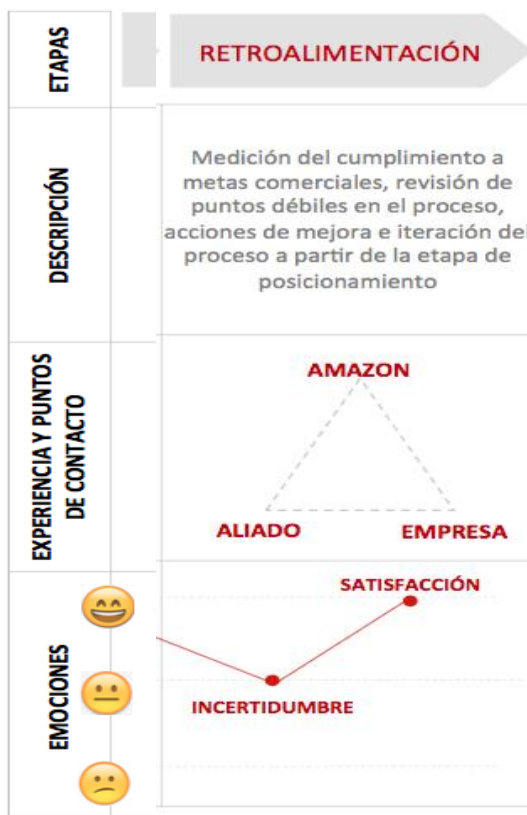 ETAPAS
RETROALIMENTACIÓN
DESCRIPCIÓN
Medición del cumplimiento a
metas comerciales, revisión de
puntos débiles en el proceso,
acciones de mejora e iteración del
proceso a partir de la etapa de
posicionamiento
EXPERIENCIA Y PUNTOS
DE CONTACTO
AMAZON
ALIADO
EMPRESA
EMOCIONES
SATISFACCIÓN
INCERTIDUMBRE